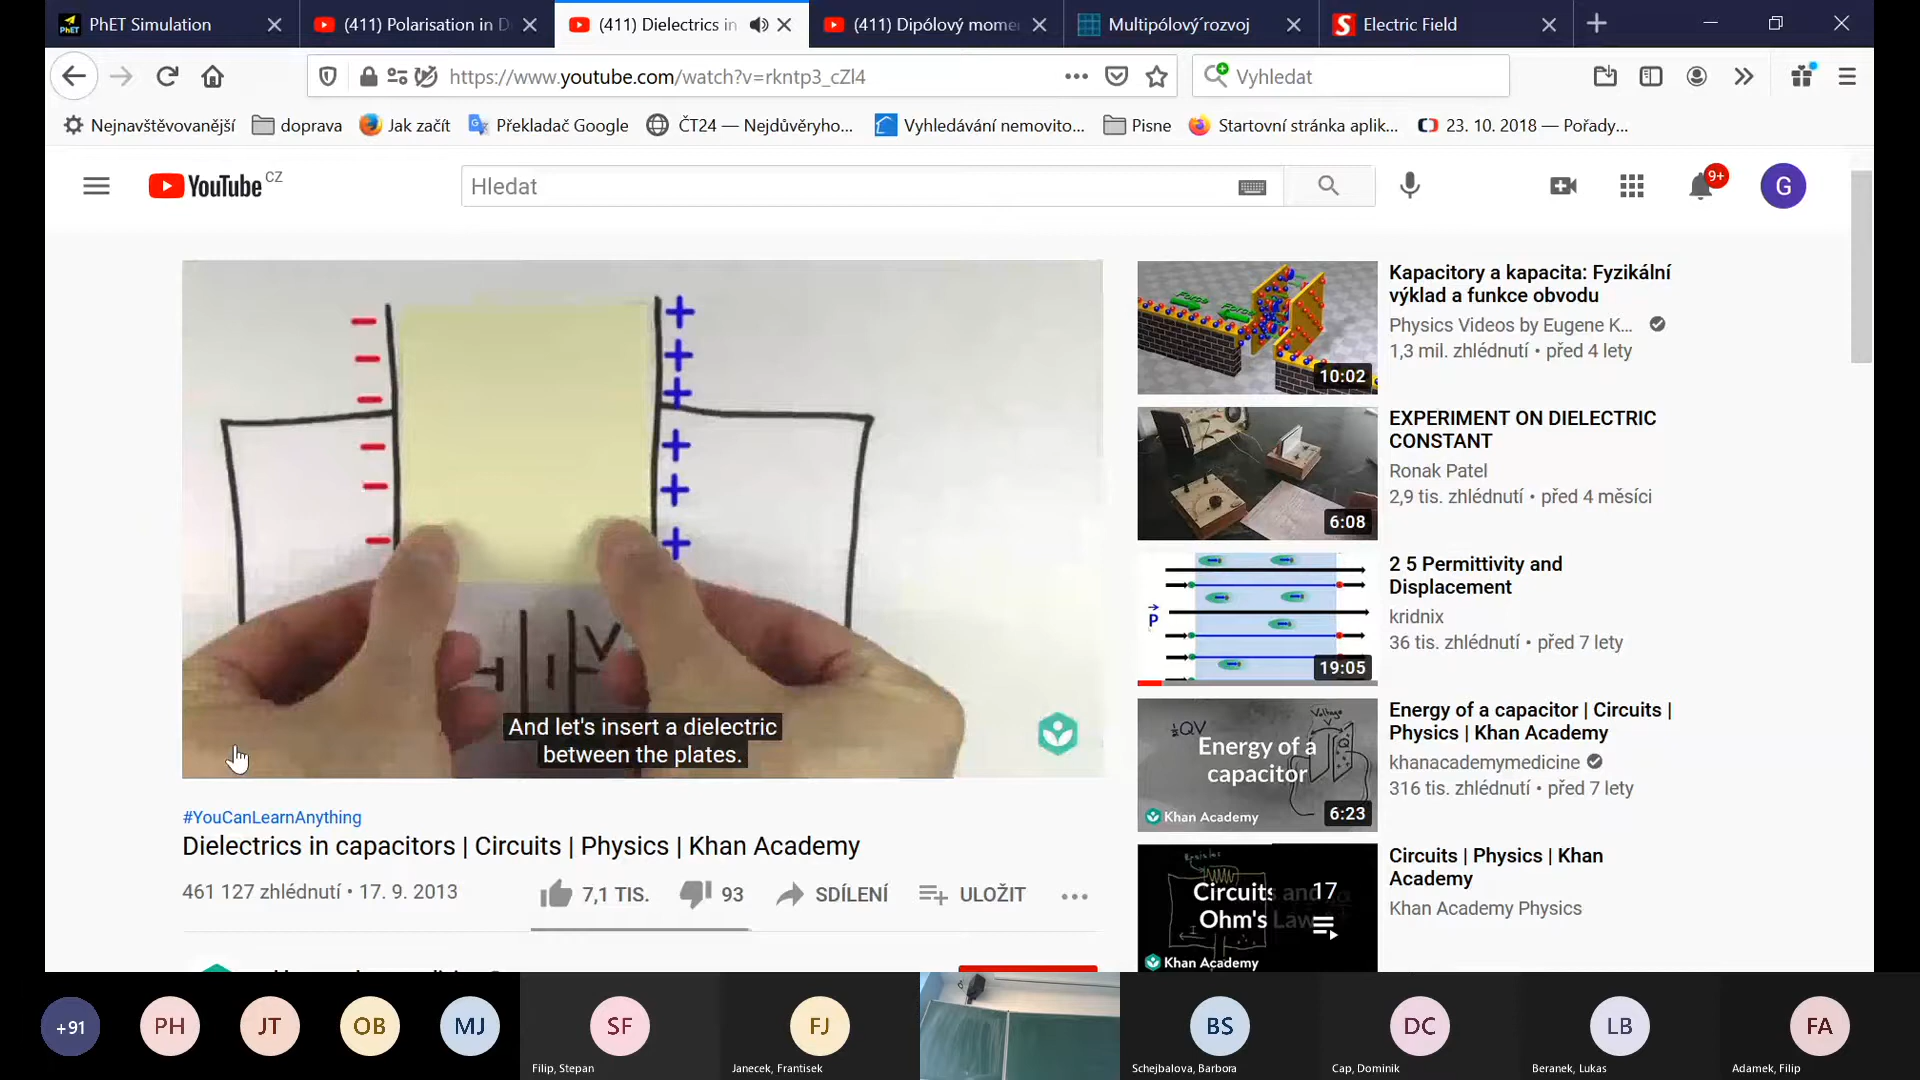 PhET Simulation
(411) Polarisation in D
(411) Dielectrics in
(411) Dipólový mome
Multipólový rozvoj
Electric Field
https://www.youtube.com/watch?v=rkntp3_cZl4
Vyhledat
Nejnavštěvovanější
doprava
Jak začít
Překladač Google
ČT24 — Nejdůvěryho...
Vyhledávání nemovito...
Pisne
Startovní stránka aplik...
23. 10. 2018 — Pořady...
YouTube CZ
Hledat
9+
G
And let's insert a dielectric
between the plates.
#YouCanLearnAnything
Dielectrics in capacitors | Circuits | Physics | Khan Academy
461 127 zhlédnutí • 17. 9. 2013
7,1 TIS.
93
SDÍLENÍ
ULOŽIT
Force
10:02
Kapacitory a kapacita: Fyzikální
výklad a funkce obvodu
Physics Videos by Eugene K...
1,3 mil. zhlédnutí • před 4 lety
6:08
EXPERIMENT ON DIELECTRIC
CONSTANT
Ronak Patel
2,9 tis. zhlédnutí • před 4 měsíci
P
19:05
2 5 Permittivity and
Displacement
kridnix
36 tis. zhlédnutí • před 7 lety
½QV
Voltage
Energy of a
capacitor
Khan Academy
6:23
Energy of a capacitor | Circuits |
Physics | Khan Academy
khanacademymedicine
316 tis. zhlédnutí • před 7 lety
Circuits and
Ohm's Law
17
Khan Academy
Circuits | Physics | Khan
Academy
Khan Academy Physics
+91
PH
JT
OB
MJ
SF
Filip, Stepan
FJ
Janecek, Frantisek
BS
Schejbalova, Barbora
DC
Cap, Dominik
LB
Beranek, Lukas
FA
Adamek, Filip